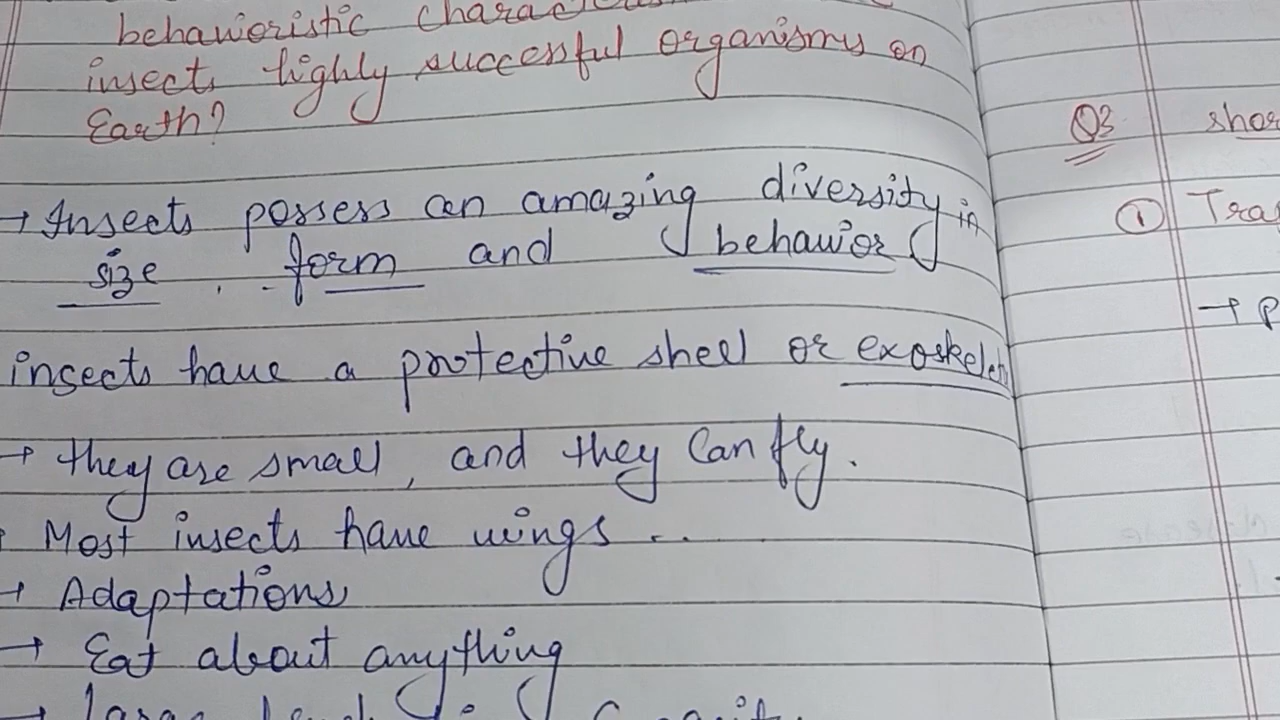 behavioristic
insects highly successful organisms on
Earth?
→ Insects possess an amazing diversity in
size, form and behavior
insects have a protective shell or exoskeleton
→ they are small, and they can fly.
Most insects have wings..
→ Adaptations
→ Eat about anything
→
Q3
①
→ P